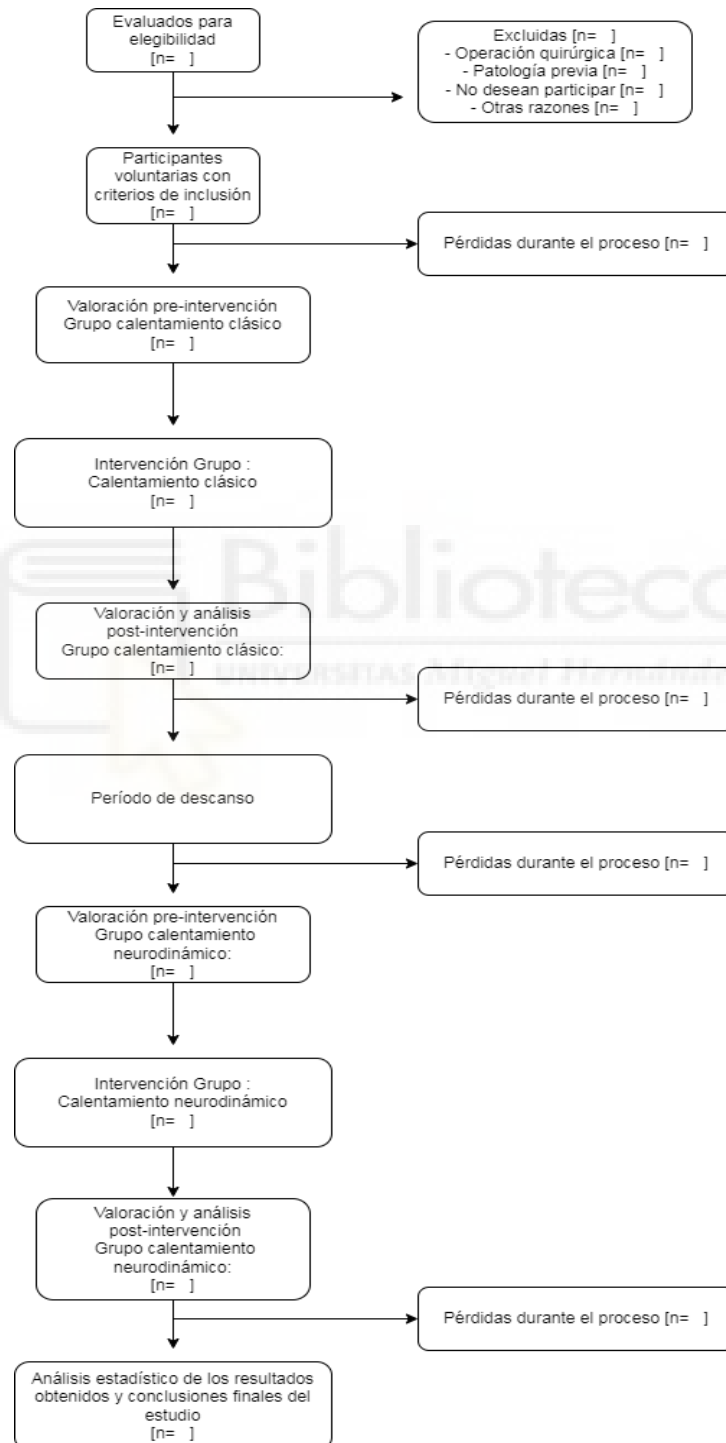 Evaluados para
elegibilidad
[n=   ]
Excluidas [n=   ]
- Operación quirúrgica [n=   ]
- Patología previa [n=   ]
- No desean participar [n=   ]
- Otras razones [n=   ]
Participantes
voluntarias con
criterios de inclusión
[n=   ]
Pérdidas durante el proceso [n=   ]
Valoración pre-intervención
Grupo calentamiento clásico
[n=   ]
Intervención Grupo :
Calentamiento clásico
[n=   ]
Biblioteca
UNIVERSITAS Miguel Hernández
Valoración y análisis
post-intervención
Grupo calentamiento clásico:
[n=   ]
Pérdidas durante el proceso [n=   ]
Período de descanso
Pérdidas durante el proceso [n=   ]
Valoración pre-intervención
Grupo calentamiento
neurodinámico:
[n=   ]
Intervención Grupo :
Calentamiento neurodinámico
[n=   ]
Valoración y análisis
post-intervención
Grupo calentamiento
neurodinámico:
[n=   ]
Pérdidas durante el proceso [n=   ]
Análisis estadístico de los resultados
obtenidos y conclusiones finales del
estudio
[n=   ]